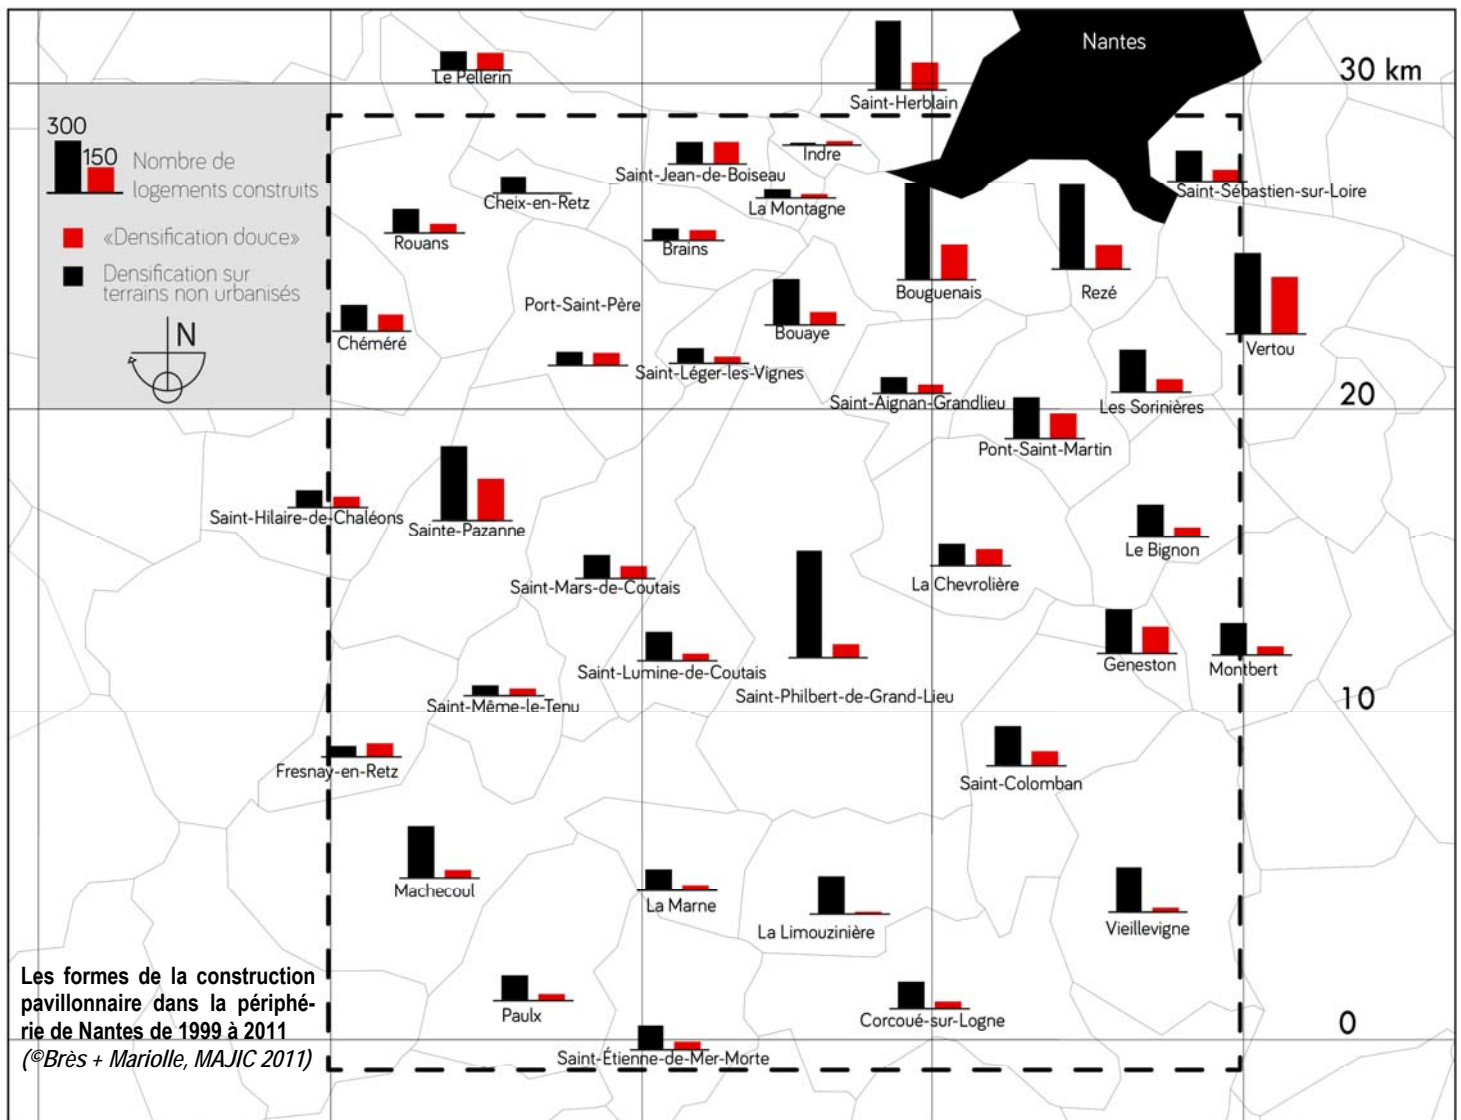 Nantes
30 km
Le Pellerin
Saint-Herblain
300
150
Nombre de
logements construits
«Densification douce»
Densification sur
terrains non urbanisés
N
Indre
Saint-Jean-de-Boiseau
Saint-Sébastien-sur-Loire
Cheix-en-Retz
La Montagne
Rouans
Brains
Bouguenais
Rezé
Port-Saint-Père
Bouaye
Chéméré
Vertou
Saint-Léger-les-Vignes
Saint-Aignan-Grandlieu
Les Sorinières
20
Pont-Saint-Martin
Saint-Hilaire-de-Chaléons
Sainte-Pazanne
Le Bignon
Saint-Mars-de-Coutais
La Chevrolière
Saint-Lumine-de-Coutais
Geneston
Montbert
Saint-Philbert-de-Grand-Lieu
Saint-Même-le-Tenu
10
Fresnay-en-Retz
Saint-Colomban
Machecoul
La Marne
La Limouzinière
Vieillevigne
Paulx
Corcoué-sur-Logne
0
Saint-Étienne-de-Mer-Morte
Les formes de la construction
pavillonnaire dans la périphé-
rie de Nantes de 1999 à 2011
(©Brès + Mariolle, MAJIC 2011)